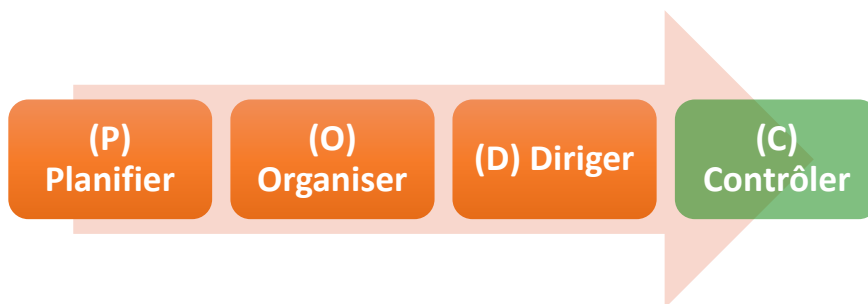 (P)
Planifier
(O)
Organiser
(D) Diriger
(C)
Contrôler